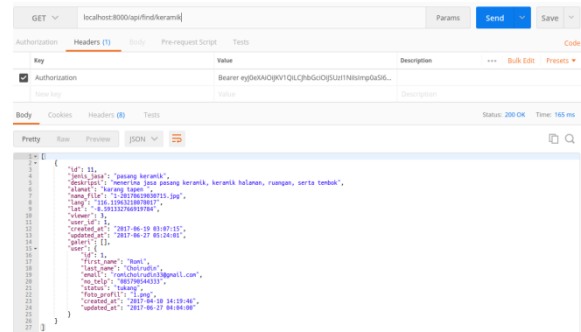 GET localhost:8000/api/find/keramik Params Send Save
Authorization Headers (1) Body Pre-request Script Tests Code
Key Value Description Bulk Edit Presets
Authorization Bearer eyJ0eXAiOiJKV1QiLCJhbGciOiJSUzI1NiIsImp0aSI6...
New key Value Description
Body Cookies Headers (8) Tests Status: 200 OK Time: 165 ms
Pretty Raw Preview JSON
1 [
2 {
3 "id": 11,
4 "jenis_jasa": "pasang keramik",
5 "deskripsi": "menerima jasa pasang keramik, keramik halaman, ruangan, serta tembok",
6 "alamat": "karang tapen ",
7 "nama_file": "1-20170619030715.jpg",
8 "lang": "116.11963218078017",
9 "lat": "-8.591332766919784",
10 "viewer": 3,
11 "user_id": 1,
12 "created_at": "2017-06-19 03:07:15",
13 "updated_at": "2017-06-27 05:24:01",
14 "galeri": [],
15 "user": {
16 "id": 1,
17 "first_name": "Romi",
18 "last_name": "Choirudin",
19 "email": "romichoirudin33@gmail.com",
20 "no_telp": "085790544333",
21 "status": "tukang",
22 "foto_profil": "1.png",
23 "created_at": "2017-04-10 14:19:46",
24 "updated_at": "2017-06-27 04:04:00"
25 }
26 }
27 ]